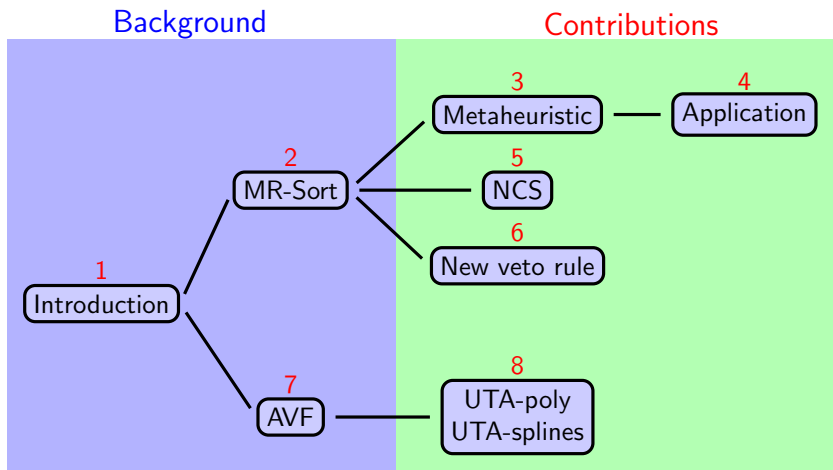 Background
Contributions
1
Introduction
2
MR-Sort
3
Metaheuristic
4
Application
5
NCS
6
New veto rule
7
AVF
8
UTA-poly
UTA-splines